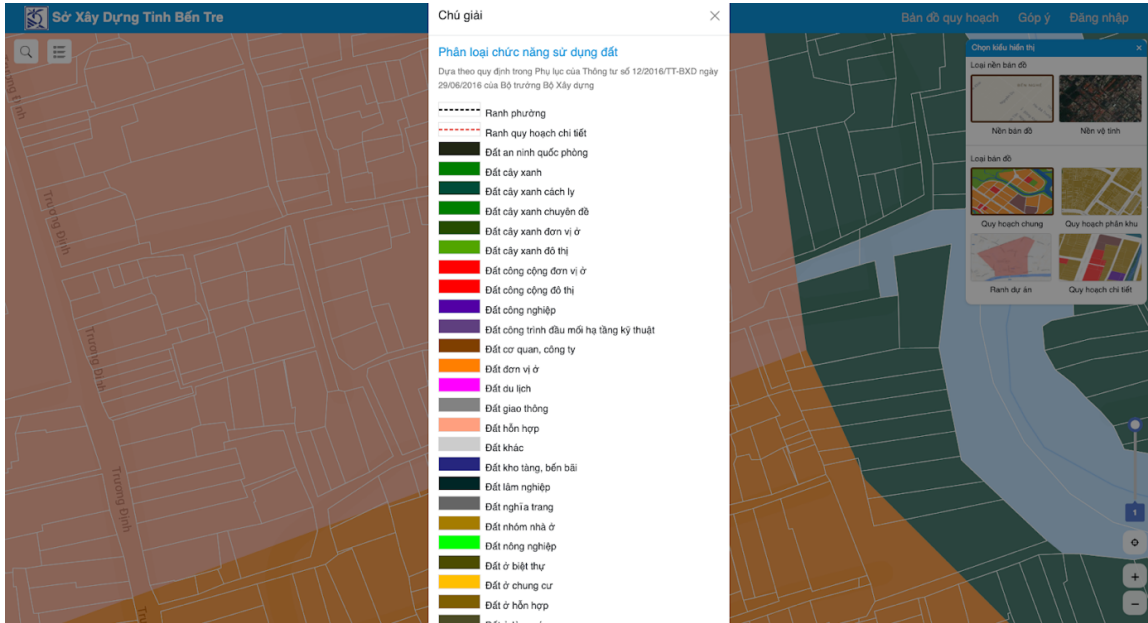 Sở Xây Dựng Tỉnh Bến Tre
Bản đồ quy hoạch Góp ý Đăng nhập
Chú giải
Phân loại chức năng sử dụng đất
Dựa theo quy định trong Phụ lục của Thông tư số 12/2016/TT-BXD ngày
29/06/2016 của Bộ trưởng Bộ Xây dựng
Ranh phường
Ranh quy hoạch chi tiết
Đất an ninh quốc phòng
Đất cây xanh
Đất cây xanh cách ly
Đất cây xanh chuyên đề
Đất cây xanh đơn vị ở
Đất cây xanh đô thị
Đất công cộng đơn vị ở
Đất công cộng đô thị
Đất công nghiệp
Đất công trình đầu mối hạ tầng kỹ thuật
Đất cơ quan, công ty
Đất đơn vị ở
Đất du lịch
Đất giao thông
Đất hỗn hợp
Đất khác
Đất kho tàng, bến bãi
Đất lâm nghiệp
Đất nghĩa trang
Đất nhóm nhà ở
Đất nông nghiệp
Đất ở biệt thự
Đất ở chung cư
Đất ở hỗn hợp
Chọn kiểu hiển thị
Loại nền bản đồ
Nền bản đồ Nền vệ tinh
Loại bản đồ
Quy hoạch chung Quy hoạch phân khu
Ranh dự án Quy hoạch chi tiết
1
Trương Định
Trương Định
Trương Định